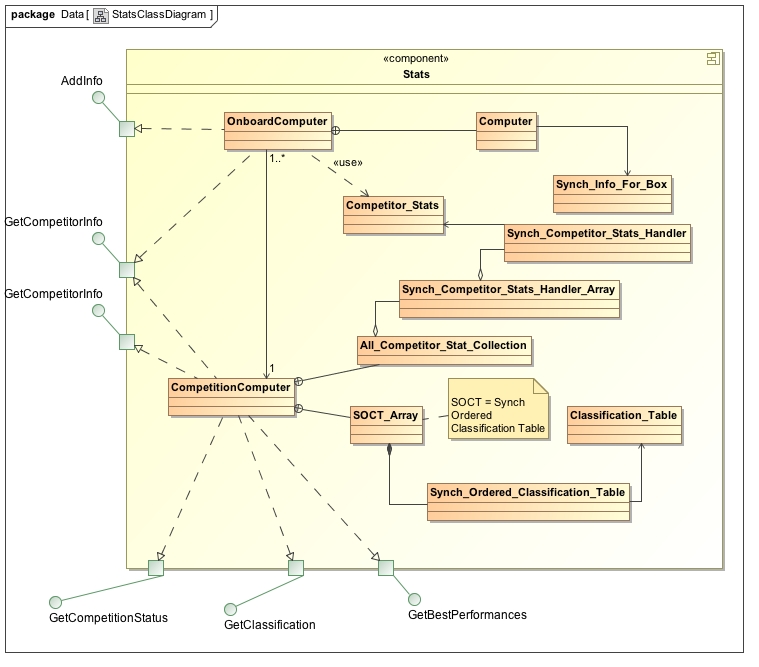 package Data [ StatsClassDiagram ]
«component»
Stats
AddInfo
OnboardComputer
Computer
1..*
«use»
Synch_Info_For_Box
Competitor_Stats
GetCompetitorInfo
Synch_Competitor_Stats_Handler
GetCompetitorInfo
Synch_Competitor_Stats_Handler_Array
All_Competitor_Stat_Collection
1
CompetitionComputer
SOCT_Array
SOCT = Synch
Ordered
Classification Table
Classification_Table
Synch_Ordered_Classification_Table
GetCompetitionStatus
GetClassification
GetBestPerformances